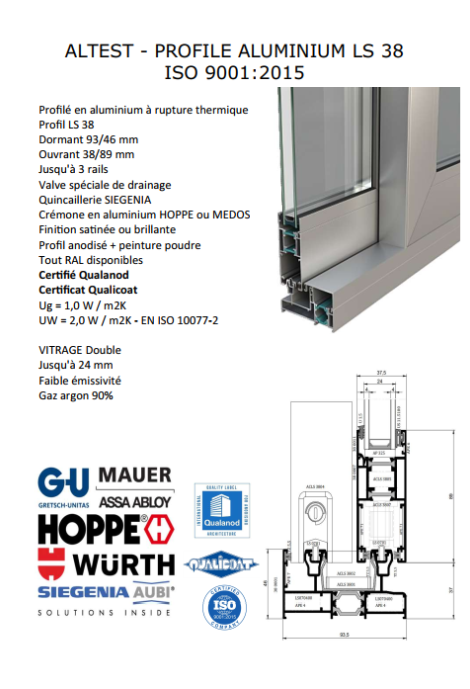 ALTEST - PROFILE ALUMINIUM LS 38
ISO 9001:2015
Profilé en aluminium à rupture thermique
Profil LS 38
Dormant 93/46 mm
Ouvrant 38/89 mm
Jusqu'à 3 rails
Valve spéciale de drainage
Quincaillerie SIEGENIA
Crémone en aluminium HOPPE ou MEDOS
Finition satinée ou brillante
Profil anodisé + peinture poudre
Tout RAL disponibles
Certifié Qualanod
Certificat Qualicoat
Ug = 1,0 W / m2K
UW = 2,0 W / m2K - EN ISO 10077-2
VITRAGE Double
Jusqu'à 24 mm
Faible émissivité
Gaz argon 90%
G-U
GRETSCH-UNITAS
MAUER
ASSA ABLOY
HOPPE®
WÜRTH
SIEGENIA AUBI
SOLUTIONS INSIDE
QUALITY LABEL
INTERNATIONAL
FOR ANODISING
Qualanod
ARCHITECTURE
QUALICOAT
CERTIFIED
ISO
9001:2015
COMPANY
37.5
24
4
4